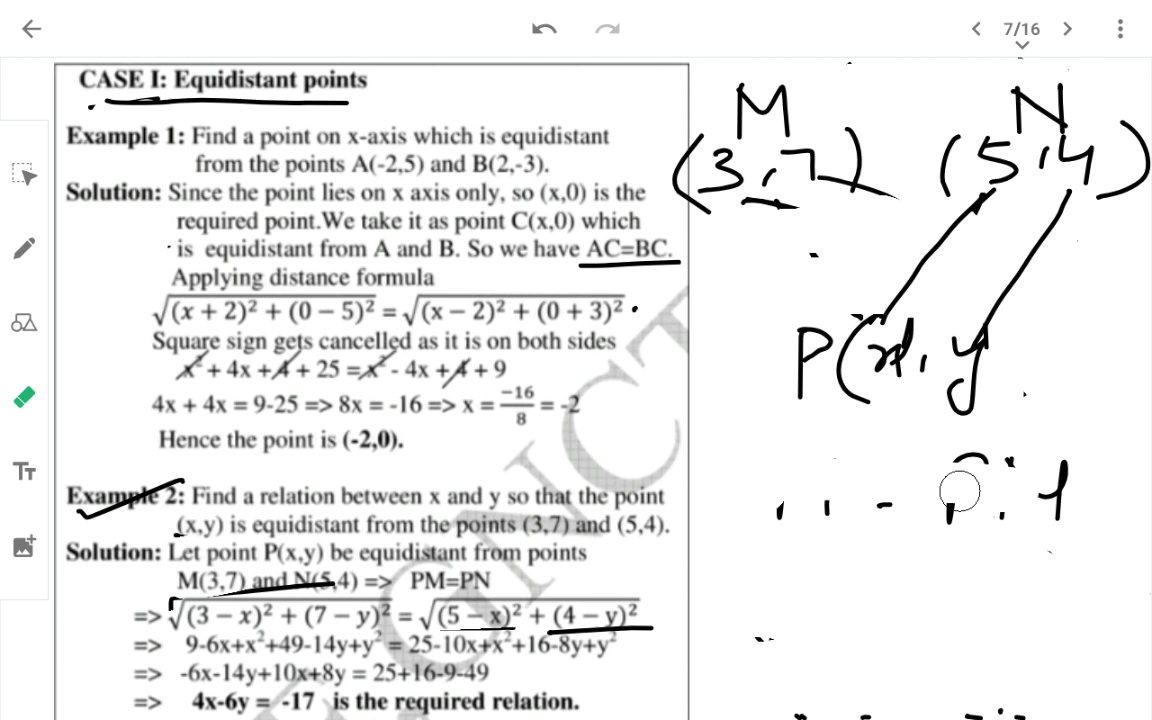 7/16
CASE I: Equidistant points
Example 1: Find a point on x-axis which is equidistant
from the points A(-2,5) and B(2,-3).
Solution: Since the point lies on x axis only, so (x,0) is the
required point.We take it as point C(x,0) which
is equidistant from A and B. So we have AC=BC.
Applying distance formula
√(x + 2)² + (0 – 5)² = √(x – 2)² + (0 + 3)²
Square sign gets cancelled as it is on both sides
x² + 4x + 4 + 25 = x² - 4x + 4 + 9
4x + 4x = 9-25 => 8x = -16 => x = −16/8 = -2
Hence the point is (-2,0).
Example 2: Find a relation between x and y so that the point
(x,y) is equidistant from the points (3,7) and (5,4).
Solution: Let point P(x,y) be equidistant from points
M(3,7) and N(5,4) => PM=PN
=> √(3 – x)² + (7 – y)² = √(5 – x)² + (4 – y)²
=> 9-6x+x²+49-14y+y² = 25-10x+x²+16-8y+y²
=> -6x-14y+10x+8y = 25+16-9-49
=> 4x-6y = -17 is the required relation.
M N
(3,7) (5,4)
P(x, y
Tт